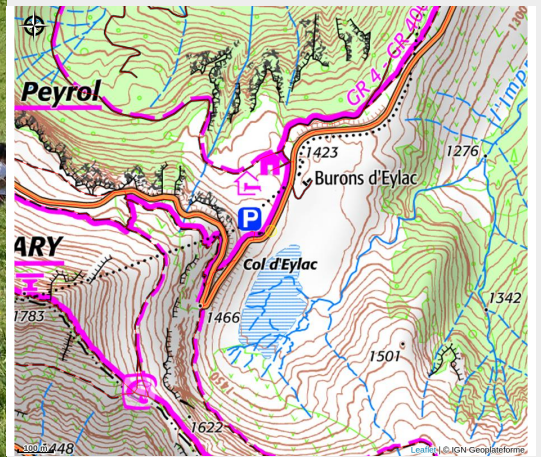 GR 4 - GR 400
1300
Peyrol
1423
1276
Burons d'Eylac
P
ARY
Col d'Eylac
1783
1466
1342
1501
1450
1622
100 m
448
Leaflet | © IGN-Geoplateforme